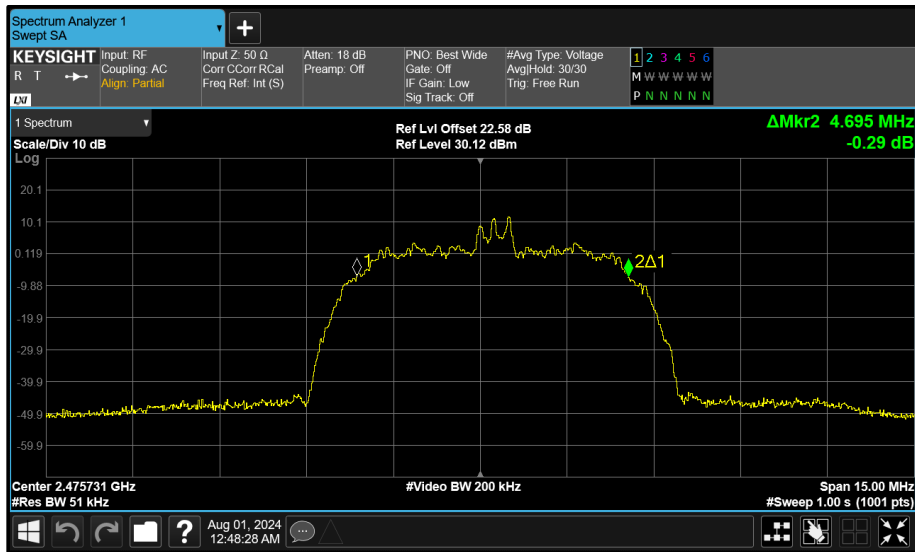 Spectrum Analyzer 1
Swept SA
KEYSIGHT
R T
LXI
Input: RF
Coupling: AC
Align: Partial
Input Z: 50 Ω
Corr CCorr RCal
Freq Ref: Int (S)
Atten: 18 dB
Preamp: Off
PNO: Best Wide
Gate: Off
IF Gain: Low
Sig Track: Off
#Avg Type: Voltage
Avg|Hold: 30/30
Trig: Free Run
1 2 3 4 5 6
M W W W W W
P N N N N N
1 Spectrum
Scale/Div 10 dB
Log
Ref Lvl Offset 22.58 dB
Ref Level 30.12 dBm
ΔMkr2 4.695 MHz
-0.29 dB
20.1
10.1
0.119
-9.88
-19.9
-29.9
-39.9
-49.9
-59.9
1
2Δ1
Center 2.475731 GHz
#Video BW 200 kHz
Span 15.00 MHz
#Res BW 51 kHz
#Sweep 1.00 s (1001 pts)
?
Aug 01, 2024
12:48:28 AM